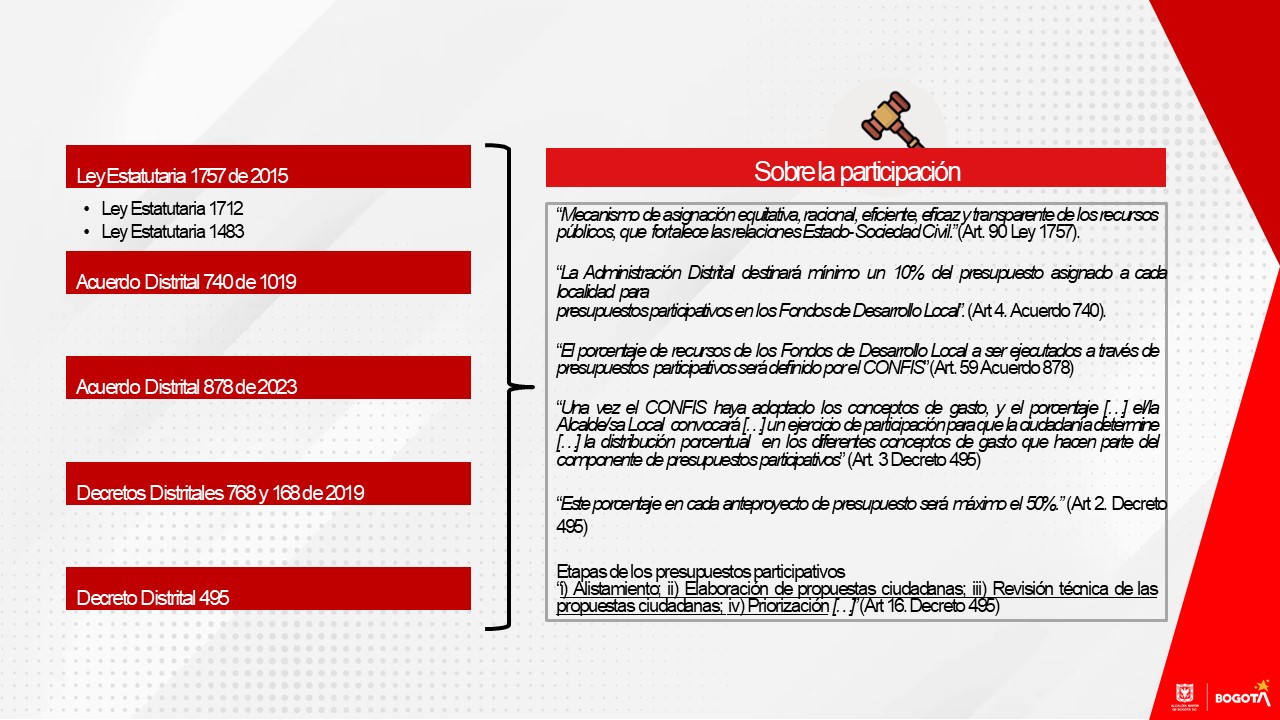 Ley Estatutaria 1757 de 2015
• Ley Estatutaria 1712
• Ley Estatutaria 1483
Acuerdo Distrital 740 de 1019
Acuerdo Distrital 878 de 2023
Decretos Distritales 768 y 168 de 2019
Decreto Distrital 495
Sobre la participación
“Mecanismo de asignación equitativa, racional, eficiente, eficaz y transparente de los recursos
públicos, que fortalece las relaciones Estado- Sociedad Civil.” (Art. 90 Ley 1757).
“La Administración Distrital destinará mínimo un 10% del presupuesto asignado a cada
localidad para
presupuestos participativos en los Fondos de Desarrollo Local”. (Art 4. Acuerdo 740).
“El porcentaje de recursos de los Fondos de Desarrollo Local a ser ejecutados a través de
presupuestos participativos será definido por el CONFIS” (Art. 59 Acuerdo 878)
“Una vez el CONFIS haya adoptado los conceptos de gasto, y el porcentaje […] el/la
Alcalde/sa Local convocará […] un ejercicio de participación para que la ciudadanía determine
[…] la distribución porcentual en los diferentes conceptos de gasto que hacen parte del
componente de presupuestos participativos” (Art. 3 Decreto 495)
“Este porcentaje en cada anteproyecto de presupuesto será máximo el 50%.” (Art 2. Decreto
495)
Etapas de los presupuestos participativos
“i) Alistamiento; ii) Elaboración de propuestas ciudadanas; iii) Revisión técnica de las
propuestas ciudadanas; iv) Priorización […]” (Art 16. Decreto 495)
ALCALDÍA MAYOR
DE BOGOTÁ D.C.
BOGOTÁ